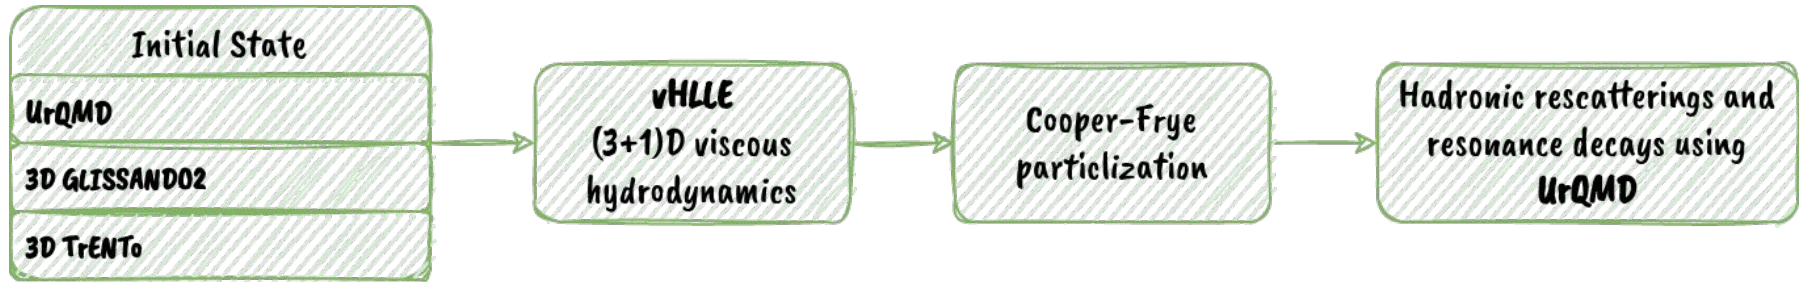 Initial State
UrQMD
3D GLISSANDO2
3D TrENTo
vHLLE
(3+1)D viscous
hydrodynamics
Cooper-Frye
particlization
Hadronic rescatterings and
resonance decays using
UrQMD